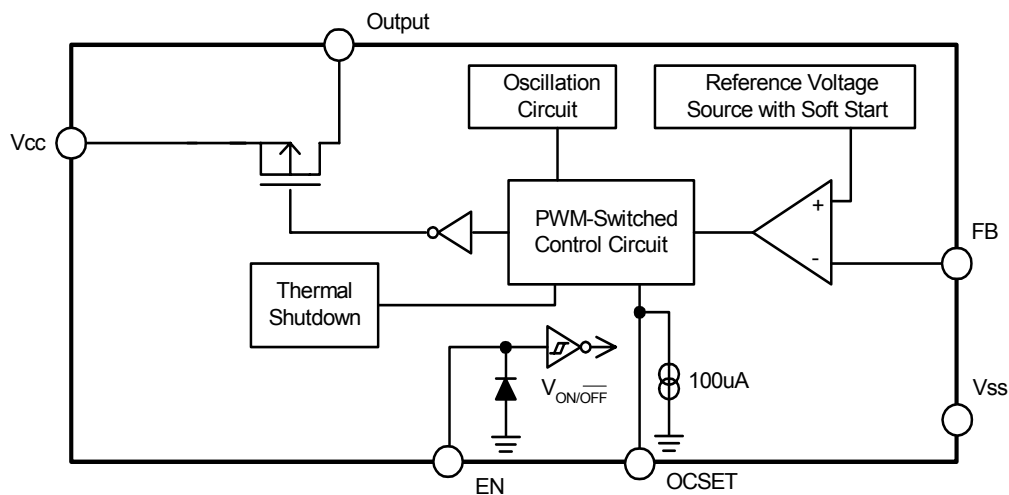 Output
Oscillation
Circuit
Reference Voltage
Source with Soft Start
Vcc
PWM-Switched
Control Circuit
+
-
FB
Thermal
Shutdown
VON/OFF
100uA
Vss
EN
OCSET